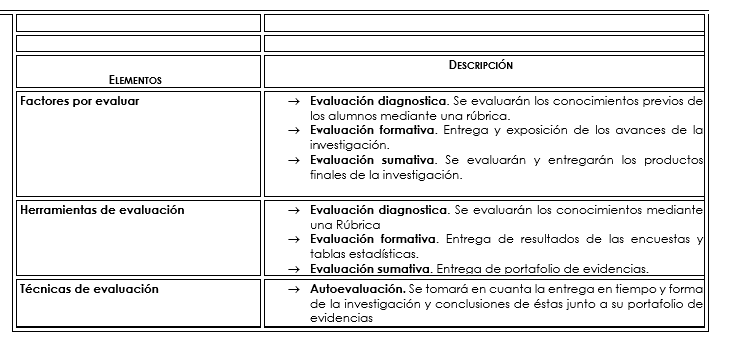 DESCRIPCIÓN
ELEMENTOS
Factores por evaluar
→ Evaluación diagnostica. Se evaluarán los conocimientos previos de
los alumnos mediante una rúbrica.
→ Evaluación formativa. Entrega y exposición de los avances de la
investigación.
→ Evaluación sumativa. Se evaluarán y entregarán los productos
finales de la investigación.
Herramientas de evaluación
→ Evaluación diagnostica. Se evaluarán los conocimientos mediante
una Rúbrica
→ Evaluación formativa. Entrega de resultados de las encuestas y
tablas estadísticas.
→ Evaluación sumativa. Entrega de portafolio de evidencias.
Técnicas de evaluación
→ Autoevaluación. Se tomará en cuanta la entrega en tiempo y forma
de la investigación y conclusiones de éstas junto a su portafolio de
evidencias